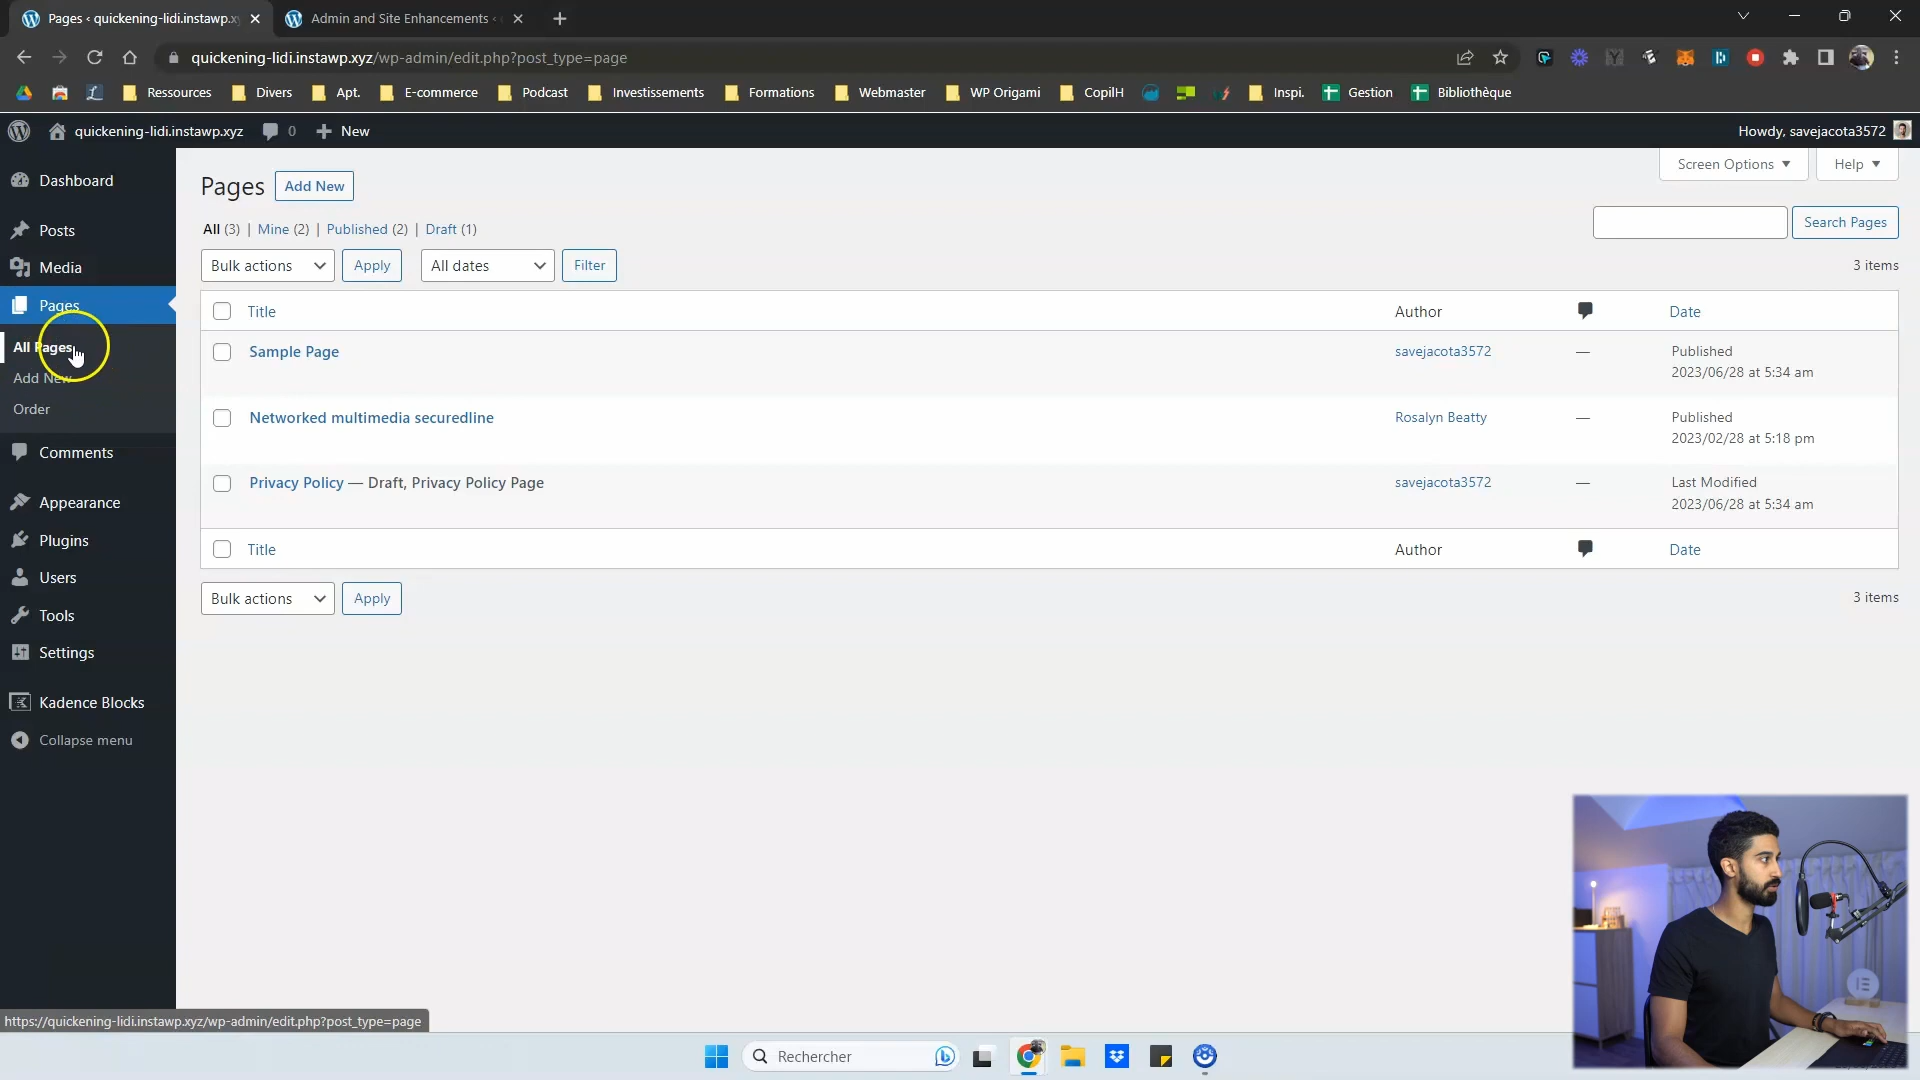 Pages ‹ quickening-lidi.instawp.xy
Admin and Site Enhancements ‹
quickening-lidi.instawp.xyz/wp-admin/edit.php?post_type=page
Ressources
Divers
Apt.
E-commerce
Podcast
Investissements
Formations
Webmaster
WP Origami
CopilH
Inspi.
Gestion
Bibliothèque
quickening-lidi.instawp.xyz
0
New
Howdy, savejacota3572
Dashboard
Posts
Media
Pages
All Pages
Add New
Order
Comments
Appearance
Plugins
Users
Tools
Settings
Kadence Blocks
Collapse menu
Screen Options
Help
Pages
Add New
All (3) | Mine (2) | Published (2) | Draft (1)
Search Pages
Bulk actions
Apply
All dates
Filter
3 items
Title
Author
Date
Sample Page
savejacota3572
—
Published
2023/06/28 at 5:34 am
Networked multimedia securedline
Rosalyn Beatty
—
Published
2023/02/28 at 5:18 pm
Privacy Policy — Draft, Privacy Policy Page
savejacota3572
—
Last Modified
2023/06/28 at 5:34 am
Title
Author
Date
Bulk actions
Apply
3 items
https://quickening-lidi.instawp.xyz/wp-admin/edit.php?post_type=page
Rechercher